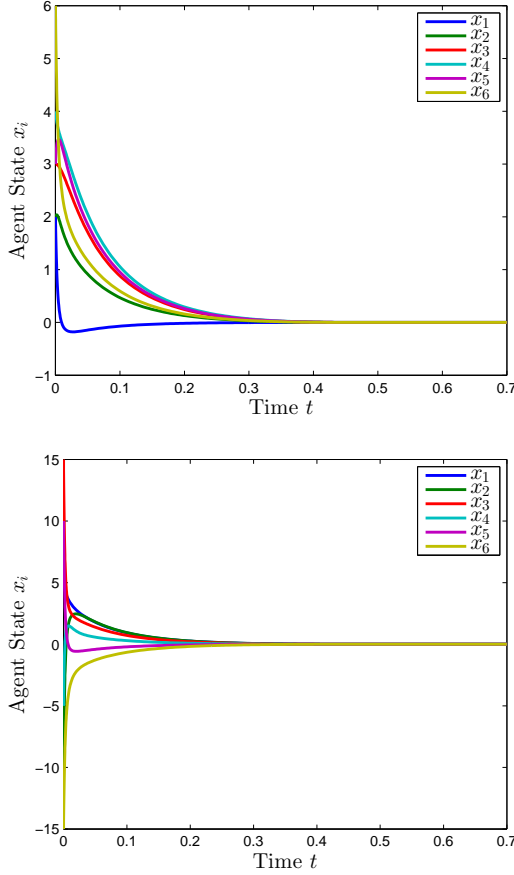 6
5
4
3
2
1
0
−1
0 0.1 0.2 0.3 0.4 0.5 0.6 0.7
Agent State x_i
Time t
x_1
x_2
x_3
x_4
x_5
x_6
15
10
5
0
−5
−10
−15
0 0.1 0.2 0.3 0.4 0.5 0.6 0.7
Agent State x_i
Time t
x_1
x_2
x_3
x_4
x_5
x_6